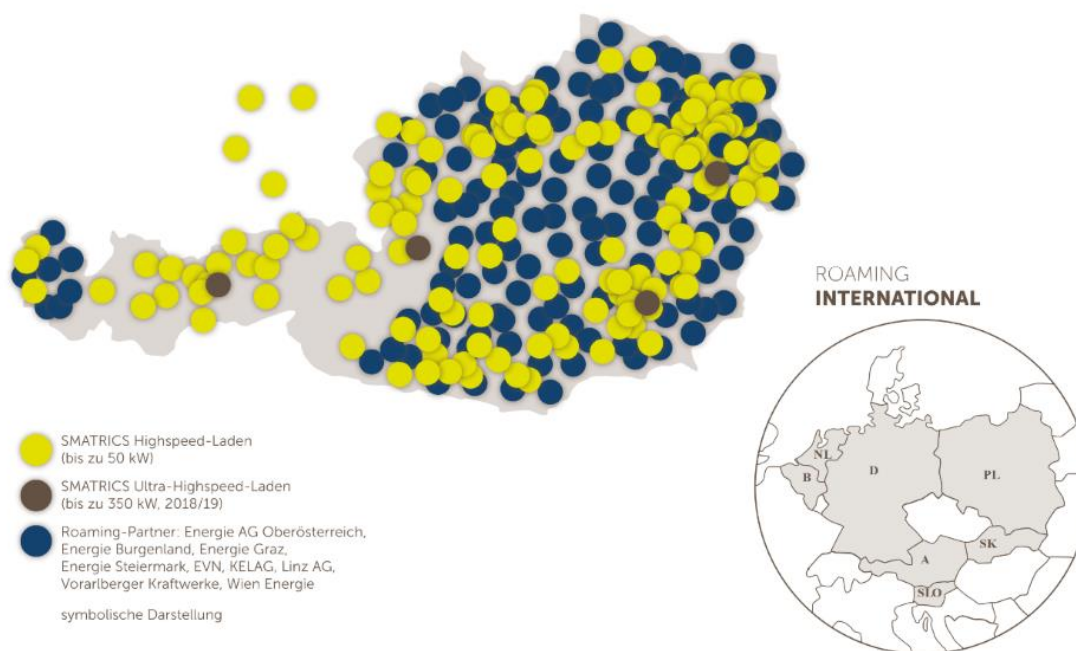 ROAMING
INTERNATIONAL
SMATRICS Highspeed-Laden
(bis zu 50 kW)
SMATRICS Ultra-Highspeed-Laden
(bis zu 350 kW, 2018/19)
Roaming-Partner: Energie AG Oberösterreich,
Energie Burgenland, Energie Graz,
Energie Steiermark, EVN, KELAG, Linz AG,
Vorarlberger Kraftwerke, Wien Energie
symbolische Darstellung
NL
B
D
PL
SK
A
SLO